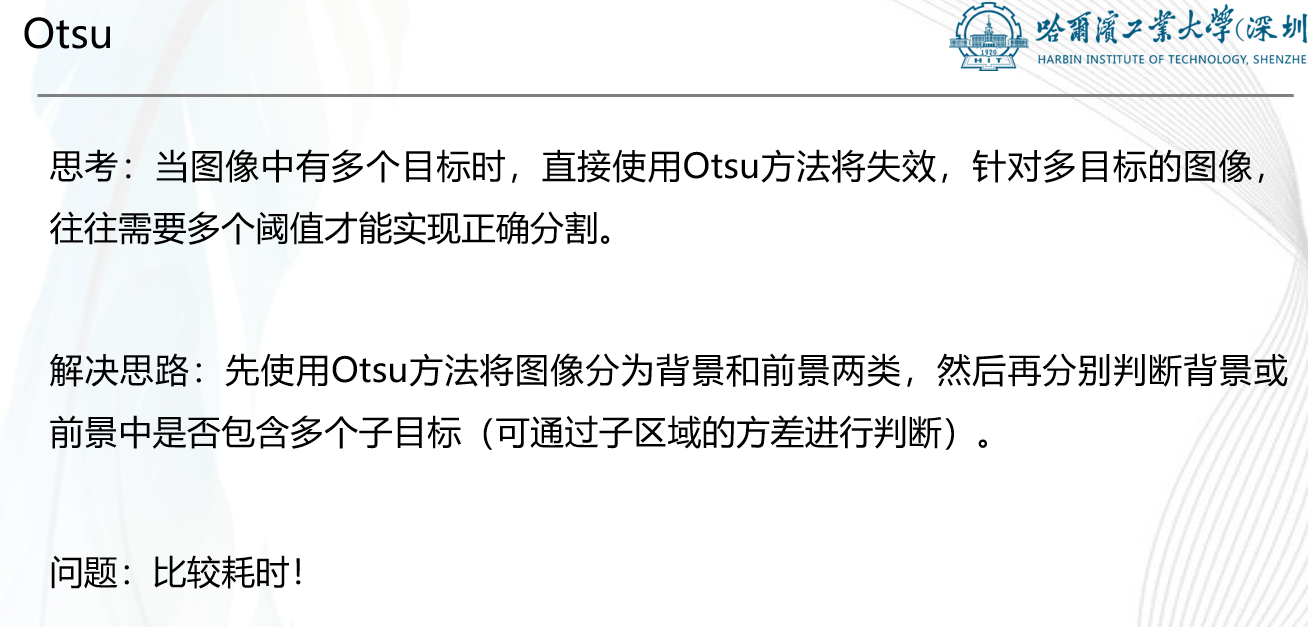 Otsu
哈爾濱工業大學(深圳
HARBIN INSTITUTE OF TECHNOLOGY, SHENZHE
1920
HIT
思考：当图像中有多个目标时，直接使用Otsu方法将失效，针对多目标的图像，
往往需要多个阈值才能实现正确分割。
解决思路：先使用Otsu方法将图像分为背景和前景两类，然后再分别判断背景或
前景中是否包含多个子目标（可通过子区域的方差进行判断）。
问题：比较耗时！